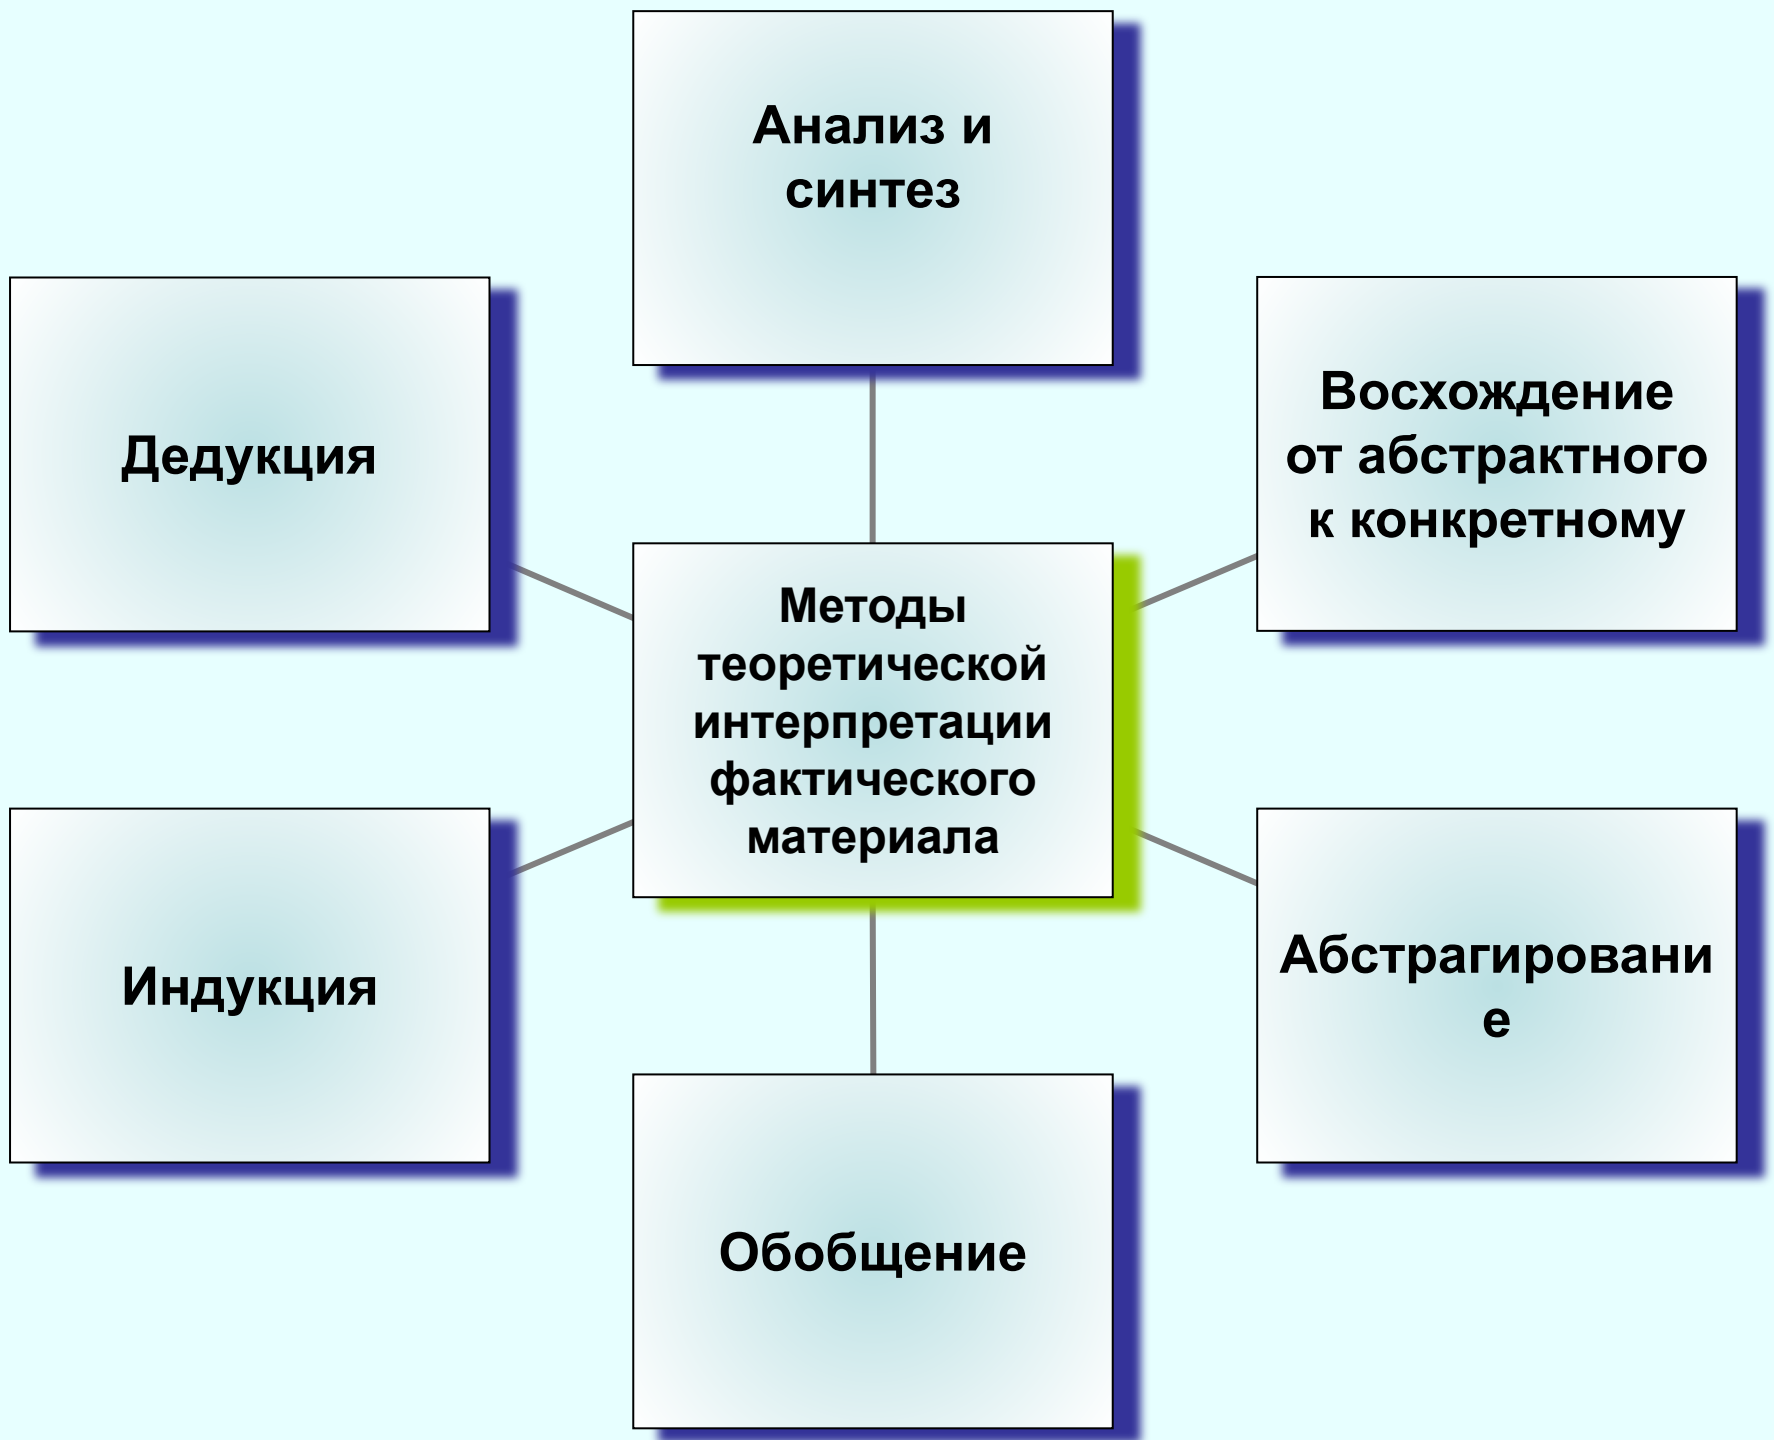 Анализ и
синтез
Дедукция
Восхождение
от абстрактного
к конкретному
Методы
теоретической
интерпретации
фактического
материала
Индукция
Абстрагировани
е
Обобщение